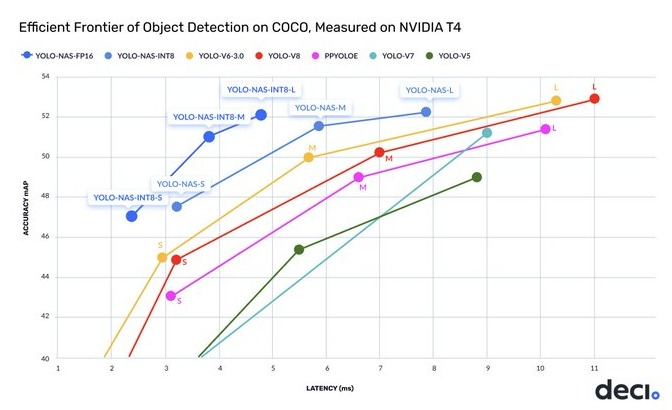 Efficient Frontier of Object Detection on COCO, Measured on NVIDIA T4
YOLO-NAS-FP16 YOLO-NAS-INT8 YOLO-V6-3.0 YOLO-V8 PPYOLOE YOLO-V7 YOLO-V5
54
52
50
48
46
44
42
40
ACCURACY mAP
YOLO-NAS-INT8-L
YOLO-NAS-L
YOLO-NAS-INT8-M
YOLO-NAS-M
YOLO-NAS-S
YOLO-NAS-INT8-S
L
L
L
M
M
M
S
S
S
1 2 3 4 5 6 7 8 9 10 11
LATENCY (ms)
deci.